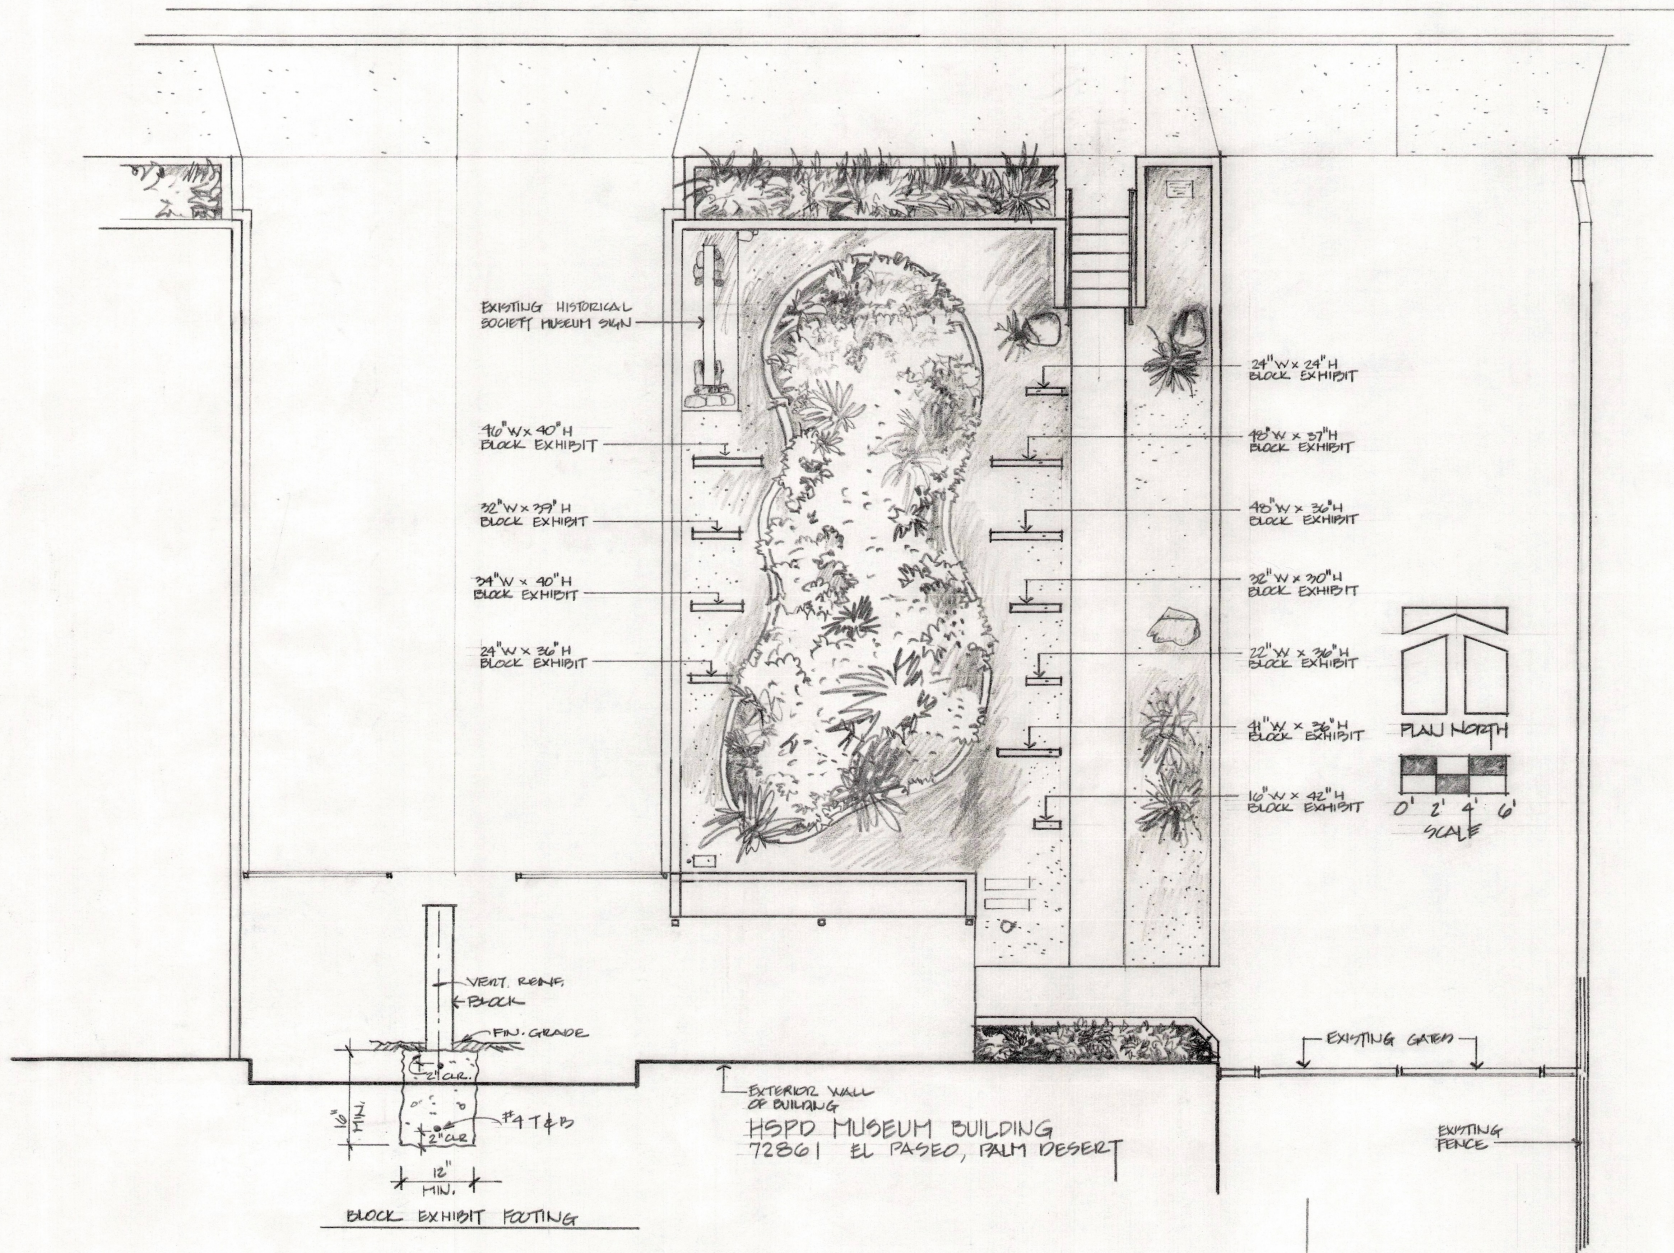 EXISTING HISTORICAL
SOCIETY MUSEUM SIGN
46"W x 40"H
BLOCK EXHIBIT
32"W x 39"H
BLOCK EXHIBIT
34"W x 40"H
BLOCK EXHIBIT
24"W x 36"H
BLOCK EXHIBIT
24"W x 24"H
BLOCK EXHIBIT
48"W x 37"H
BLOCK EXHIBIT
48"W x 36"H
BLOCK EXHIBIT
32"W x 30"H
BLOCK EXHIBIT
22"W x 36"H
BLOCK EXHIBIT
41"W x 36"H
BLOCK EXHIBIT
16"W x 42"H
BLOCK EXHIBIT
PLAN NORTH
0' 2' 4' 6'
SCALE
VERT. REINF.
BLOCK
FIN. GRADE
2" CLR.
16"
MIN.
#4 T & B
2" CLR
12"
MIN.
BLOCK EXHIBIT FOOTING
EXTERIOR WALL
OF BUILDING
HSPD MUSEUM BUILDING
72861 EL PASEO, PALM DESERT
EXISTING GATES
EXISTING
FENCE